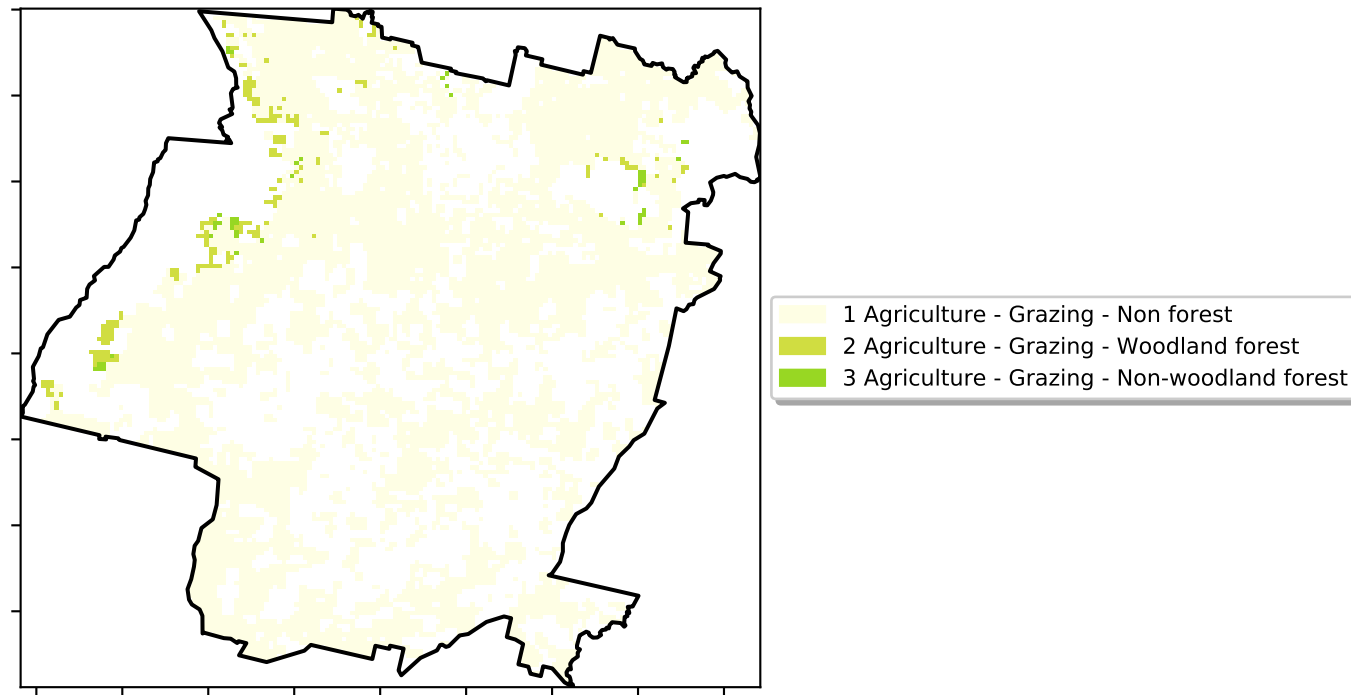 1 Agriculture - Grazing - Non forest
2 Agriculture - Grazing - Woodland forest
3 Agriculture - Grazing - Non-woodland forest